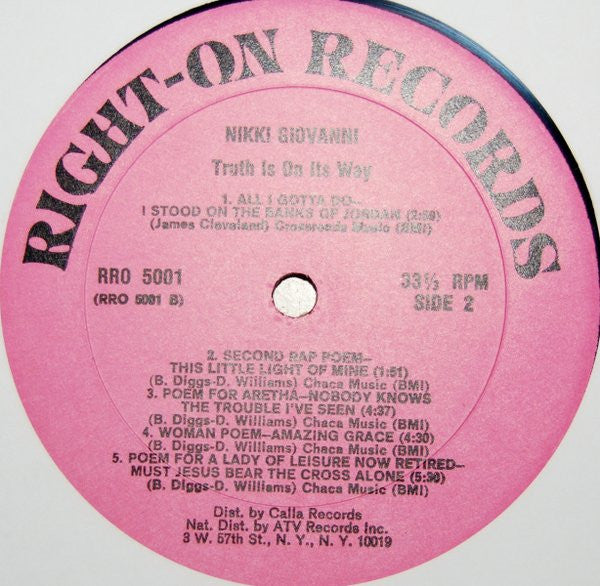 RIGHT-ON RECORDS
NIKKI GIOVANNI
Truth Is On Its Way
1. ALL I GOTTA DO—
I STOOD ON THE BANKS OF JORDAN (2:59)
(James Cleveland) Crossroads Music (BMI)
RRO 5001
(RRO 5001 B)
33⅓ RPM
SIDE 2
2. SECOND RAP POEM—
THIS LITTLE LIGHT OF MINE (1:51)
(B. Diggs-D. Williams) Chaca Music (BMI)
3. POEM FOR ARETHA—NOBODY KNOWS
THE TROUBLE I'VE SEEN (4:37)
(B. Diggs-D. Williams) Chaca Music (BMI)
4. WOMAN POEM—AMAZING GRACE (4:30)
(B. Diggs-D. Williams) Chaca Music (BMI)
5. POEM FOR A LADY OF LEISURE NOW RETIRED—
MUST JESUS BEAR THE CROSS ALONE (5:30)
(B. Diggs-D. Williams) Chaca Music (BMI)
Dist. by Calla Records
Nat. Dist. by ATV Records Inc.
3 W. 57th St., N. Y., N. Y. 10019